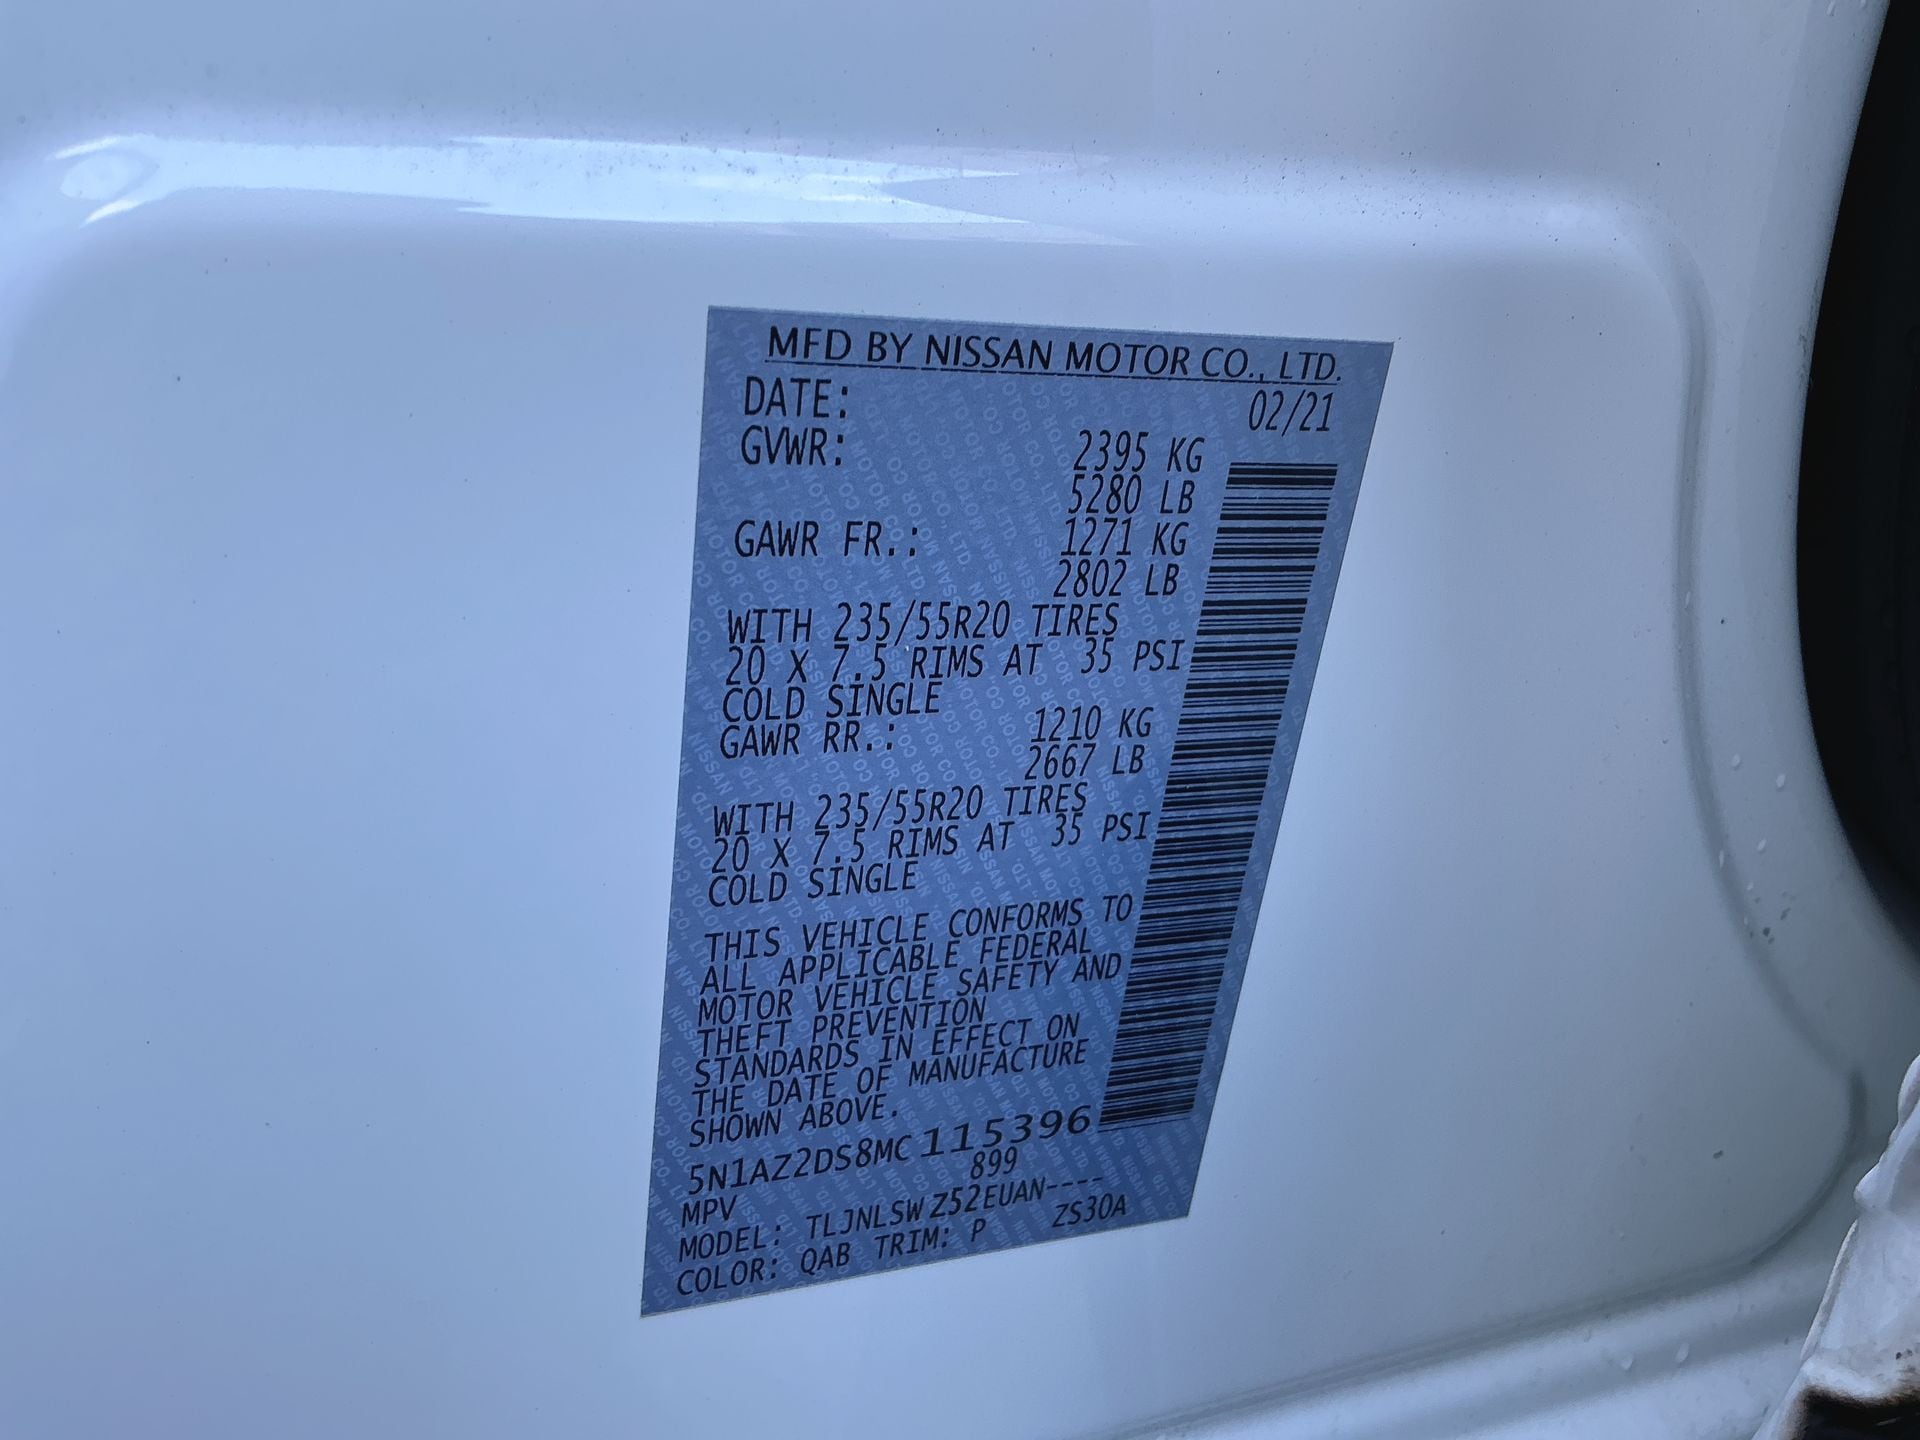 MFD BY NISSAN MOTOR CO., LTD.
DATE: 02/21
GVWR: 2395 KG
5280 LB
GAWR FR.: 1271 KG
2802 LB
WITH 235/55R20 TIRES
20 X 7.5 RIMS AT 35 PSI
COLD SINGLE
GAWR RR.: 1210 KG
2667 LB
WITH 235/55R20 TIRES
20 X 7.5 RIMS AT 35 PSI
COLD SINGLE
THIS VEHICLE CONFORMS TO
ALL APPLICABLE FEDERAL
MOTOR VEHICLE SAFETY AND
THEFT PREVENTION
STANDARDS IN EFFECT ON
THE DATE OF MANUFACTURE
SHOWN ABOVE.
5N1AZ2DS8MC 115396
MPV 899
MODEL: TLJNLSW Z52EUAN----
COLOR: QAB TRIM: P ZS30A